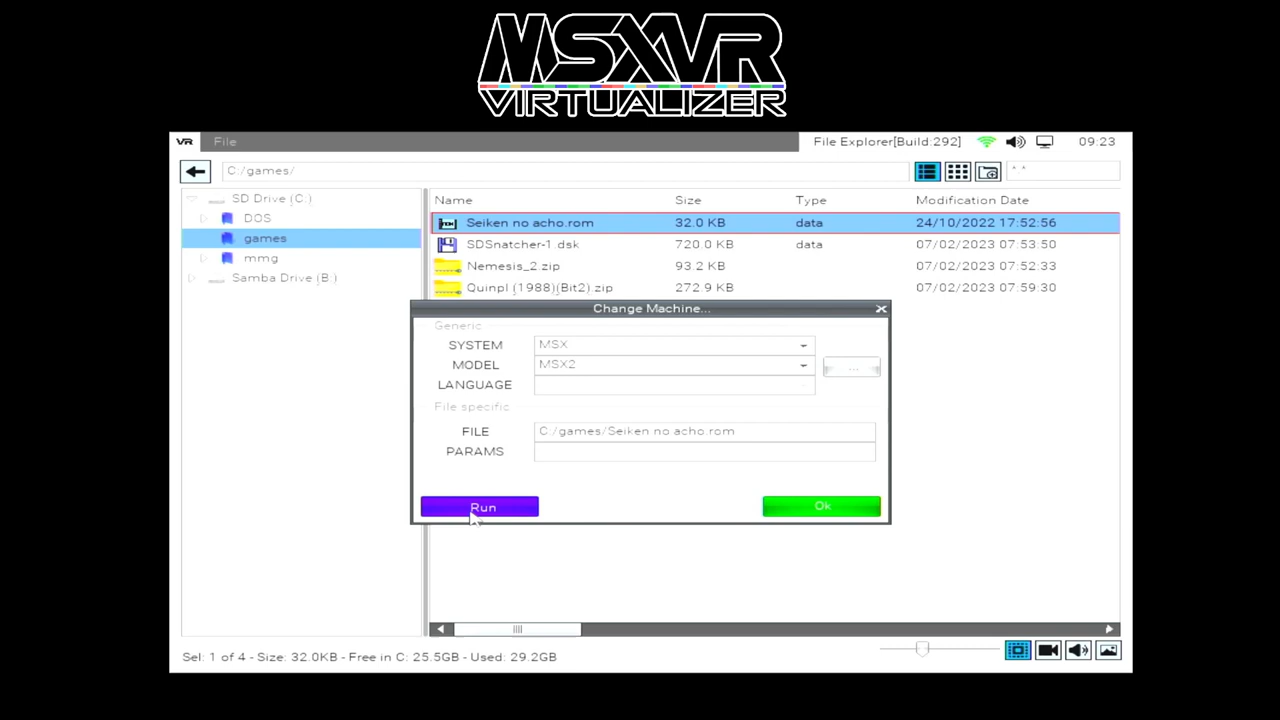 MSXVR
VIRTUALIZER
VR File File Explorer[Build:292] 09:23
C:/games/ ^ ^
SD Drive (C:) Name Size Type Modification Date
DOS Seiken no acho.rom 32.0 KB data 24/10/2022 17:52:56
games SDSnatcher-1.dsk 720.0 KB data 07/02/2023 07:53:50
mmg Nemesis_2.zip 93.2 KB 07/02/2023 07:52:33
Samba Drive (B:) Quinpl (1988)(Bit2).zip 272.9 KB 07/02/2023 07:59:30
Change Machine...
Generic
SYSTEM MSX
MODEL MSX2 ...
LANGUAGE
File specific
FILE C:/games/Seiken no acho.rom
PARAMS
Run Ok
Sel: 1 of 4 - Size: 32.0KB - Free in C: 25.5GB - Used: 29.2GB